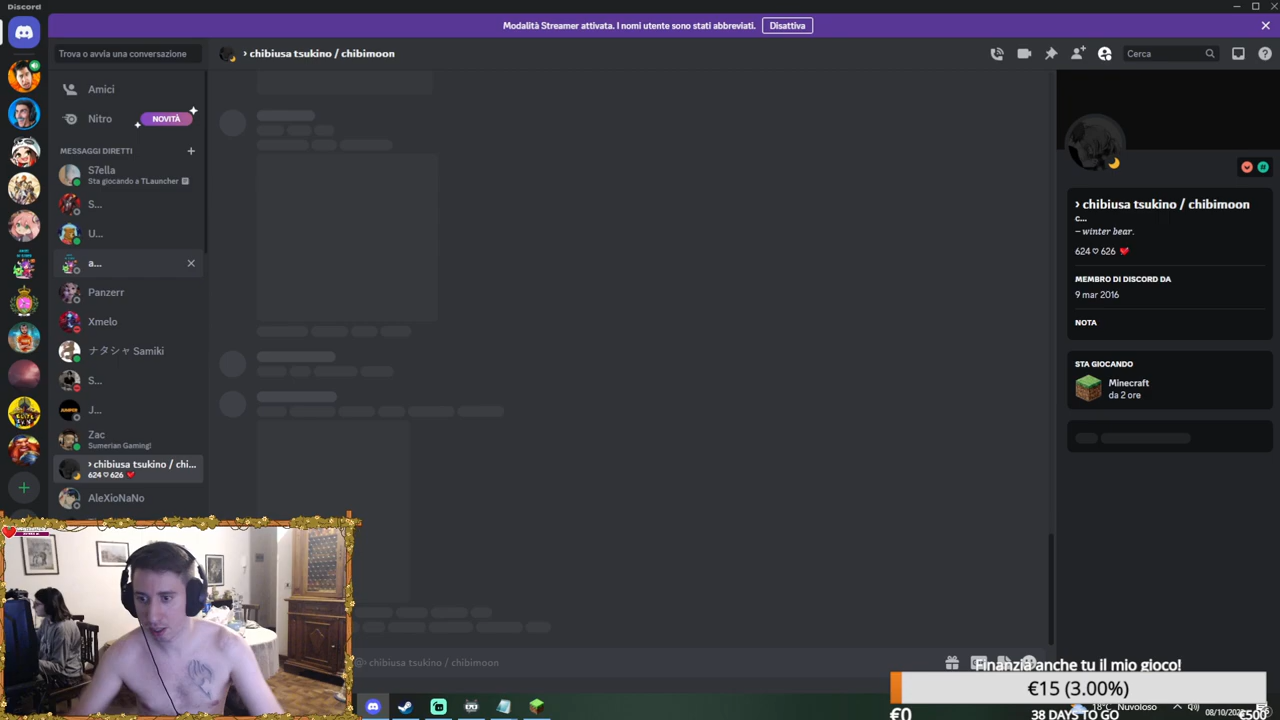 Discord
Modalità Streamer attivata. I nomi utente sono stati abbreviati. Disattiva
Trova o avvia una conversazione
› chibiusa tsukino / chibimoon
Cerca
Amici
Nitro NOVITÀ
MESSAGGI DIRETTI
S7ella
Sta giocando a TLauncher
S...
U...
a...
Panzerr
Xmelo
ナタシャ Samiki
S...
J...
Zac
Sumerian Gaming!
› chibiusa tsukino / chi...
624 ♡ 626
AleXioNaNo
› chibiusa tsukino / chibimoon
c...
– winter bear.
624 ♡ 626
MEMBRO DI DISCORD DA
9 mar 2016
NOTA
STA GIOCANDO
Minecraft
da 2 ore
@› chibiusa tsukino / chibimoon
Finanzia anche tu il mio gioco!
€15 (3.00%)
€0
38 DAYS TO GO
€500
18°C Nuvoloso